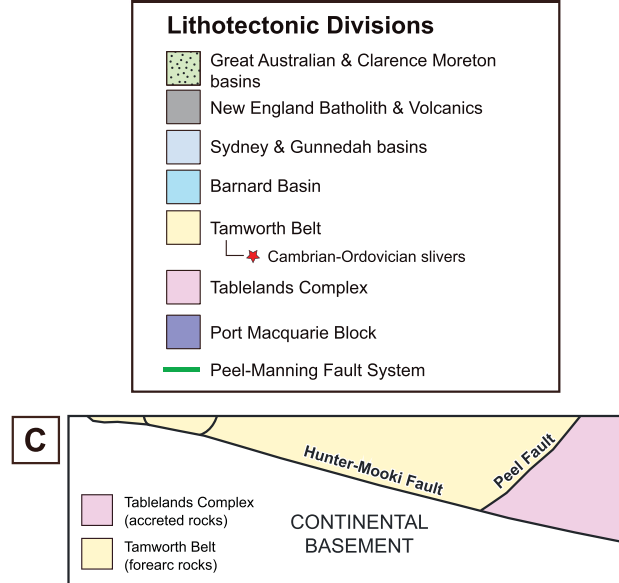 Lithotectonic Divisions
Great Australian & Clarence Moreton
basins
New England Batholith & Volcanics
Sydney & Gunnedah basins
Barnard Basin
Tamworth Belt
Cambrian-Ordovician slivers
Tablelands Complex
Port Macquarie Block
Peel-Manning Fault System
C
Hunter-Mooki Fault
Peel Fault
Tablelands Complex
(accreted rocks)
Tamworth Belt
(forearc rocks)
CONTINENTAL
BASEMENT